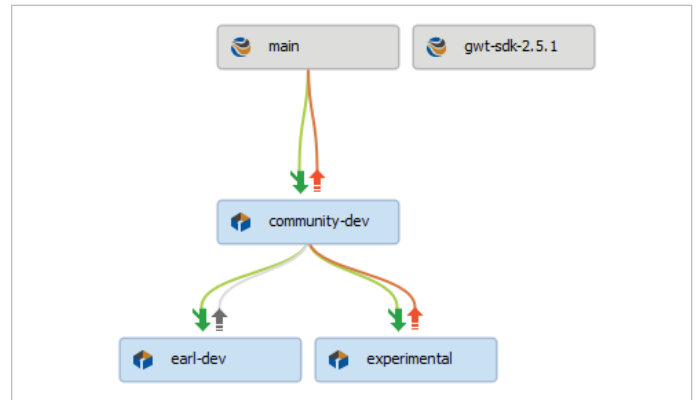 main
gwt-sdk-2.5.1
community-dev
earl-dev
experimental